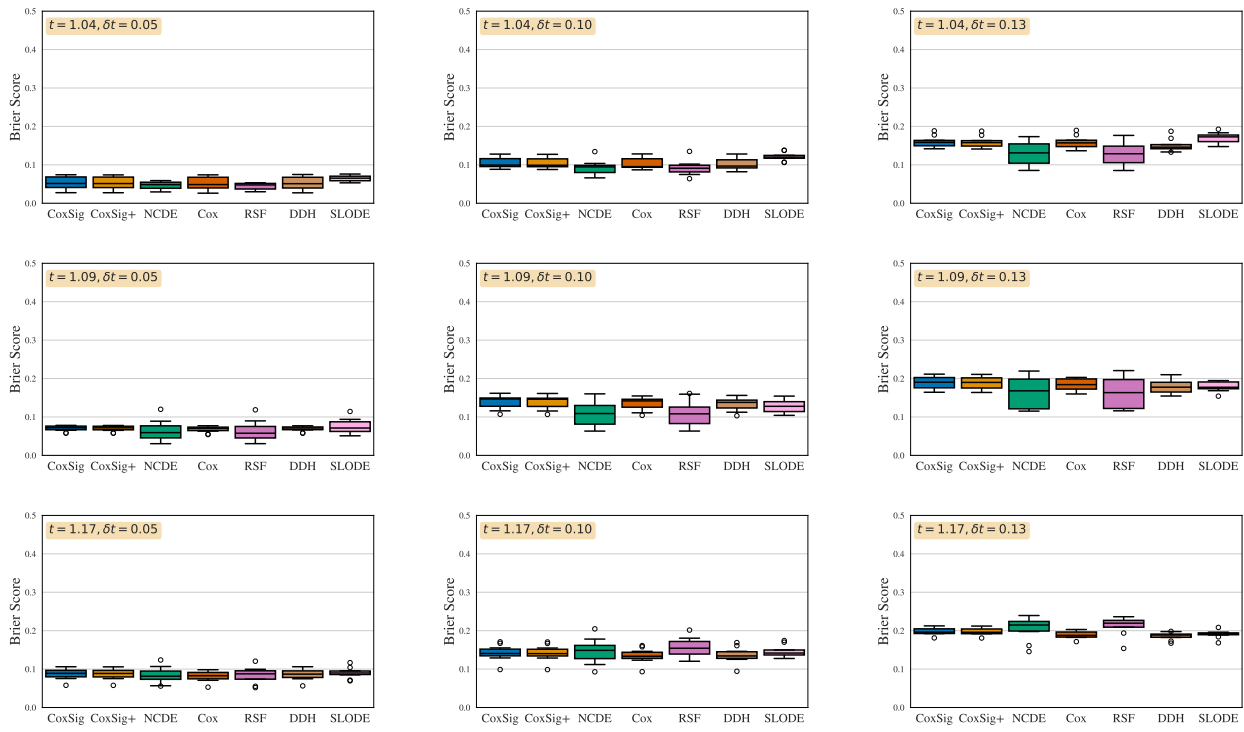 t = 1.04, δt = 0.05
Brier Score
0.5
0.4
0.3
0.2
0.1
0.0
CoxSig CoxSig+ NCDE Cox RSF DDH SLODE
t = 1.04, δt = 0.10
Brier Score
0.5
0.4
0.3
0.2
0.1
0.0
CoxSig CoxSig+ NCDE Cox RSF DDH SLODE
t = 1.04, δt = 0.13
Brier Score
0.5
0.4
0.3
0.2
0.1
0.0
CoxSig CoxSig+ NCDE Cox RSF DDH SLODE
t = 1.09, δt = 0.05
Brier Score
0.5
0.4
0.3
0.2
0.1
0.0
CoxSig CoxSig+ NCDE Cox RSF DDH SLODE
t = 1.09, δt = 0.10
Brier Score
0.5
0.4
0.3
0.2
0.1
0.0
CoxSig CoxSig+ NCDE Cox RSF DDH SLODE
t = 1.09, δt = 0.13
Brier Score
0.5
0.4
0.3
0.2
0.1
0.0
CoxSig CoxSig+ NCDE Cox RSF DDH SLODE
t = 1.17, δt = 0.05
Brier Score
0.5
0.4
0.3
0.2
0.1
0.0
CoxSig CoxSig+ NCDE Cox RSF DDH SLODE
t = 1.17, δt = 0.10
Brier Score
0.5
0.4
0.3
0.2
0.1
0.0
CoxSig CoxSig+ NCDE Cox RSF DDH SLODE
t = 1.17, δt = 0.13
Brier Score
0.5
0.4
0.3
0.2
0.1
0.0
CoxSig CoxSig+ NCDE Cox RSF DDH SLODE